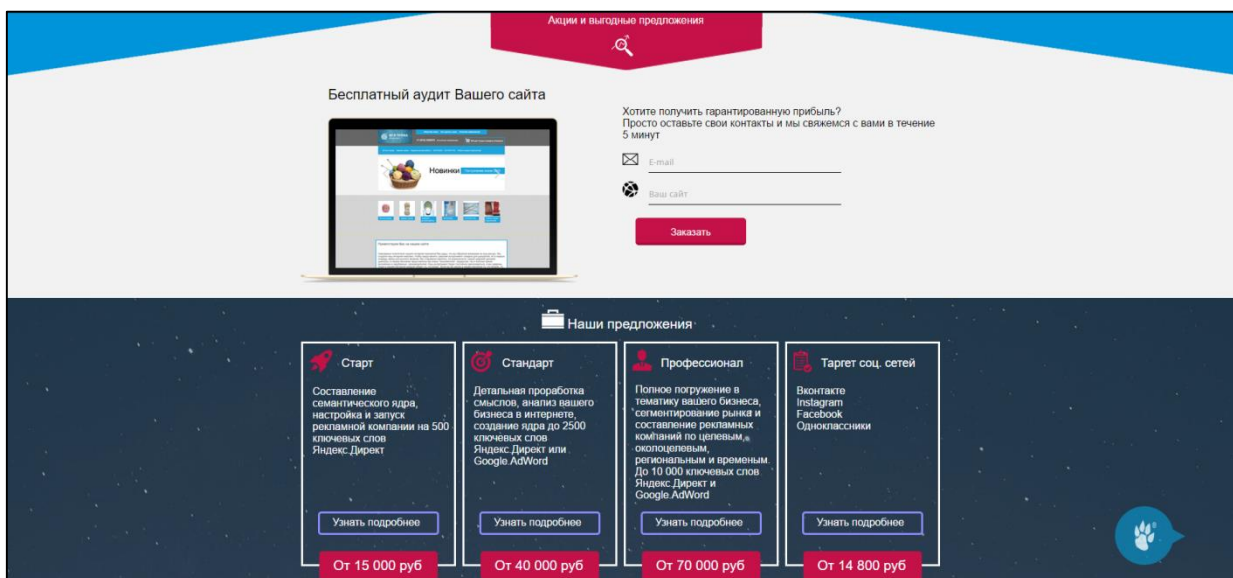 Акции и выгодные предложения
Бесплатный аудит Вашего сайта
Новинки
Хотите получить гарантированную прибыль?
Просто оставьте свои контакты и мы свяжемся с вами в течение
5 минут
E-mail
Ваш сайт
Заказать
Наши предложения
Старт
Составление
семантического ядра,
настройка и запуск
рекламной компании на 500
ключевых слов
Яндекс.Директ
Узнать подробнее
От 15 000 руб
Стандарт
Детальная проработка
смыслов, анализ вашего
бизнеса в интернете,
создание ядра до 2500
ключевых слов
Яндекс.Директ или
Google.AdWord
Узнать подробнее
От 40 000 руб
Профессионал
Полное погружение в
тематику вашего бизнеса,
сегментирование рынка и
составление рекламных
компаний по целевым,
околоцелевым,
региональным и временым.
До 10 000 ключевых слов
Яндекс.Директ и
Google.AdWord
Узнать подробнее
От 70 000 руб
Таргет соц. сетей
Вконтакте
Instagram
Facebook
Одноклассники
Узнать подробнее
От 14 800 руб